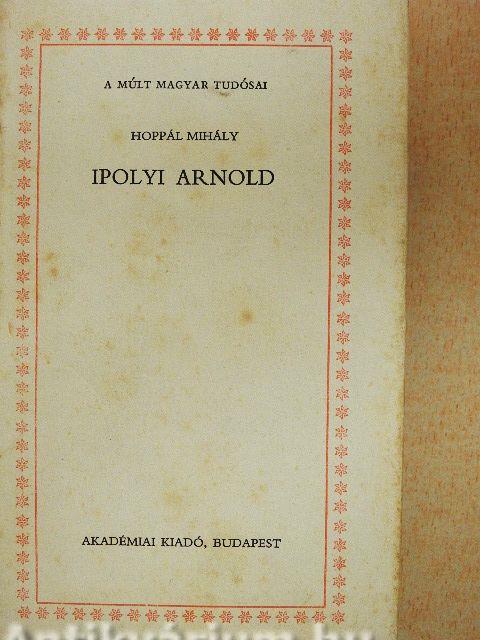 A MÚLT MAGYAR TUDÓSAI
HOPPÁL MIHÁLY
IPOLYI ARNOLD
AKADÉMIAI KIADÓ, BUDAPEST